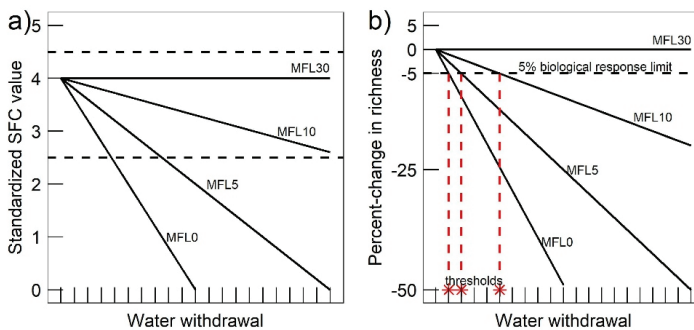 a)
Standardized SFC value
5
4
3
2
1
0
MFL30
MFL10
MFL5
MFL0
Water withdrawal
b)
Percent-change in richness
5
0
-5
-25
-50
MFL30
5% biological response limit
MFL10
MFL5
MFL0
thresholds
Water withdrawal